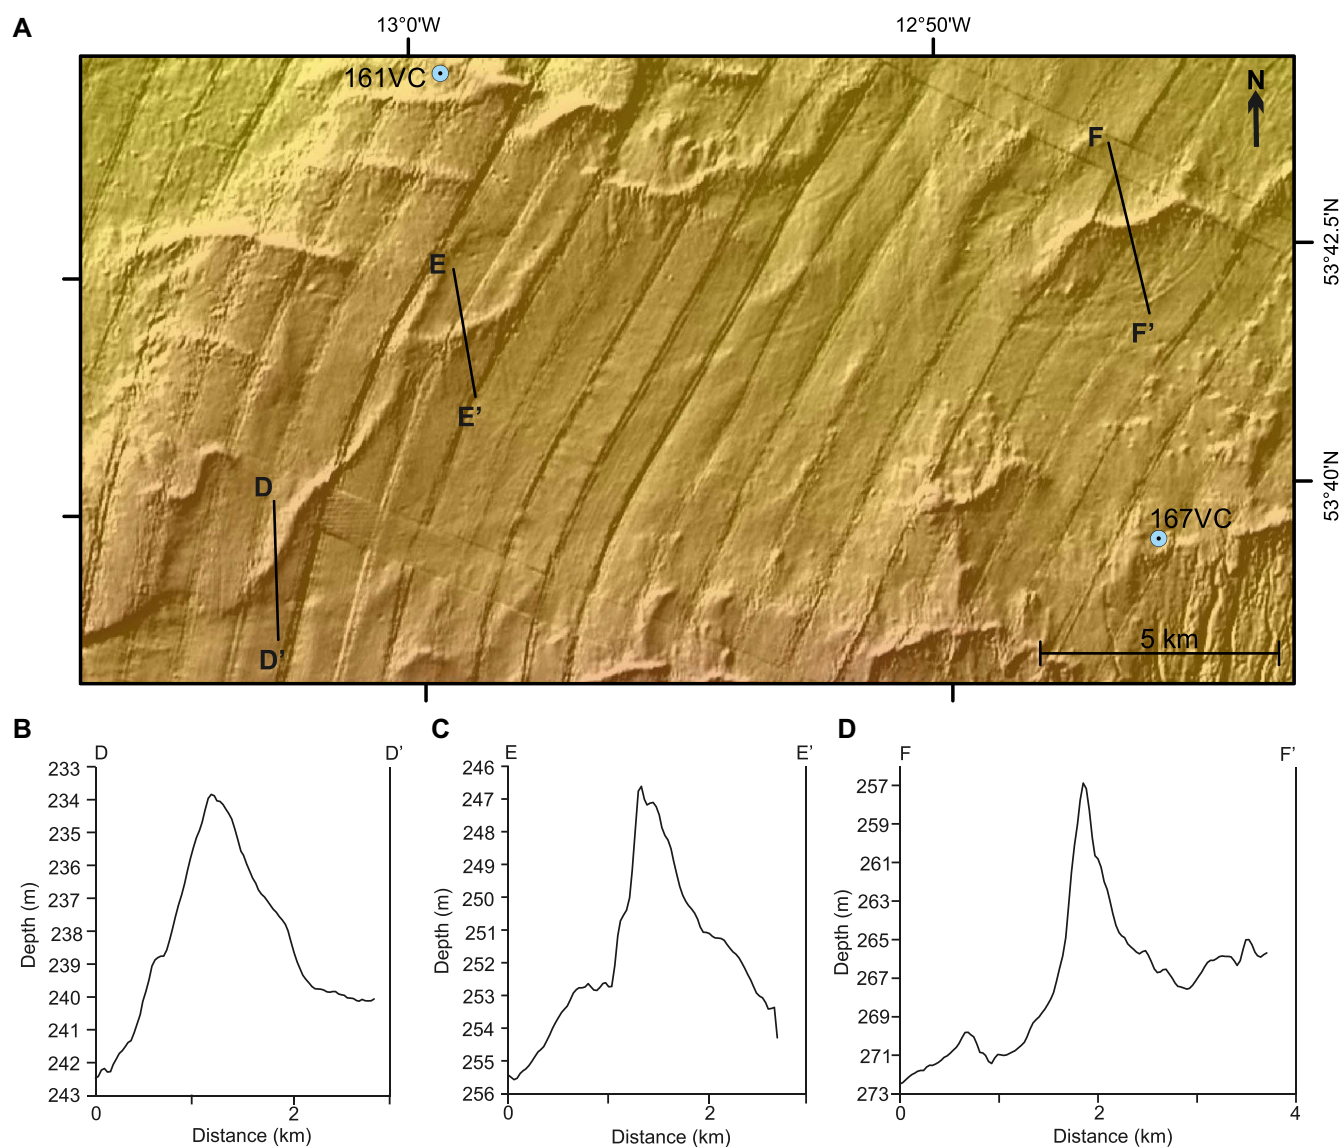 A
13°0'W
12°50'W
161VC
N
F
53°42.5'N
E
F'
E'
D
53°40'N
167VC
5 km
D'
B
C
D
D
D'
E
E'
F
F'
233
234
235
236
237
238
239
240
241
242
243
Depth (m)
0
2
Distance (km)
246
247
248
249
250
251
252
253
254
255
256
Depth (m)
0
2
Distance (km)
257
259
261
263
265
267
269
271
273
Depth (m)
0
2
4
Distance (km)